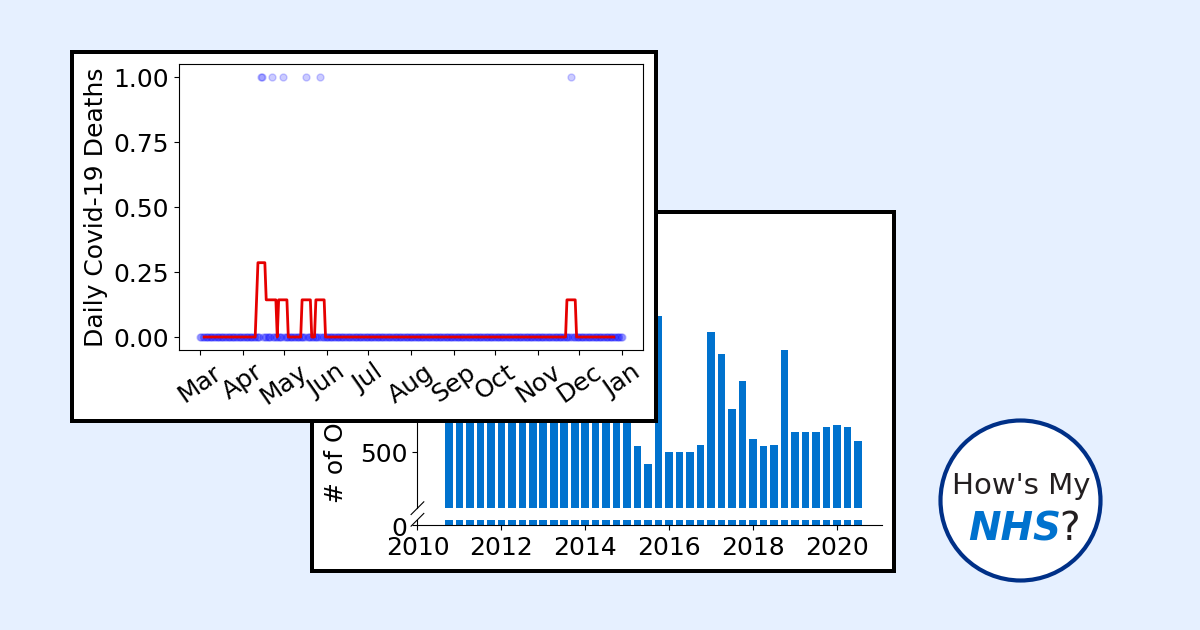 Daily Covid-19 Deaths
1.00
0.75
0.50
0.25
0.00
Mar Apr May Jun Jul Aug Sep Oct Nov Dec Jan
# of O
500
0
2010 2012 2014 2016 2018 2020
How's My
NHS?